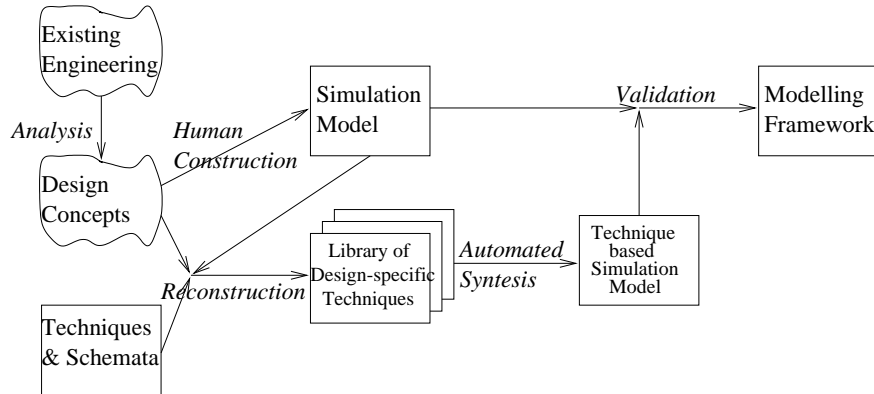 Existing
Engineering
Analysis
Design
Concepts
Human
Construction
Simulation
Model
Validation
Modelling
Framework
Techniques
& Schemata
Reconstruction
Library of
Design-specific
Techniques
Automated
Syntesis
Technique
based
Simulation
Model